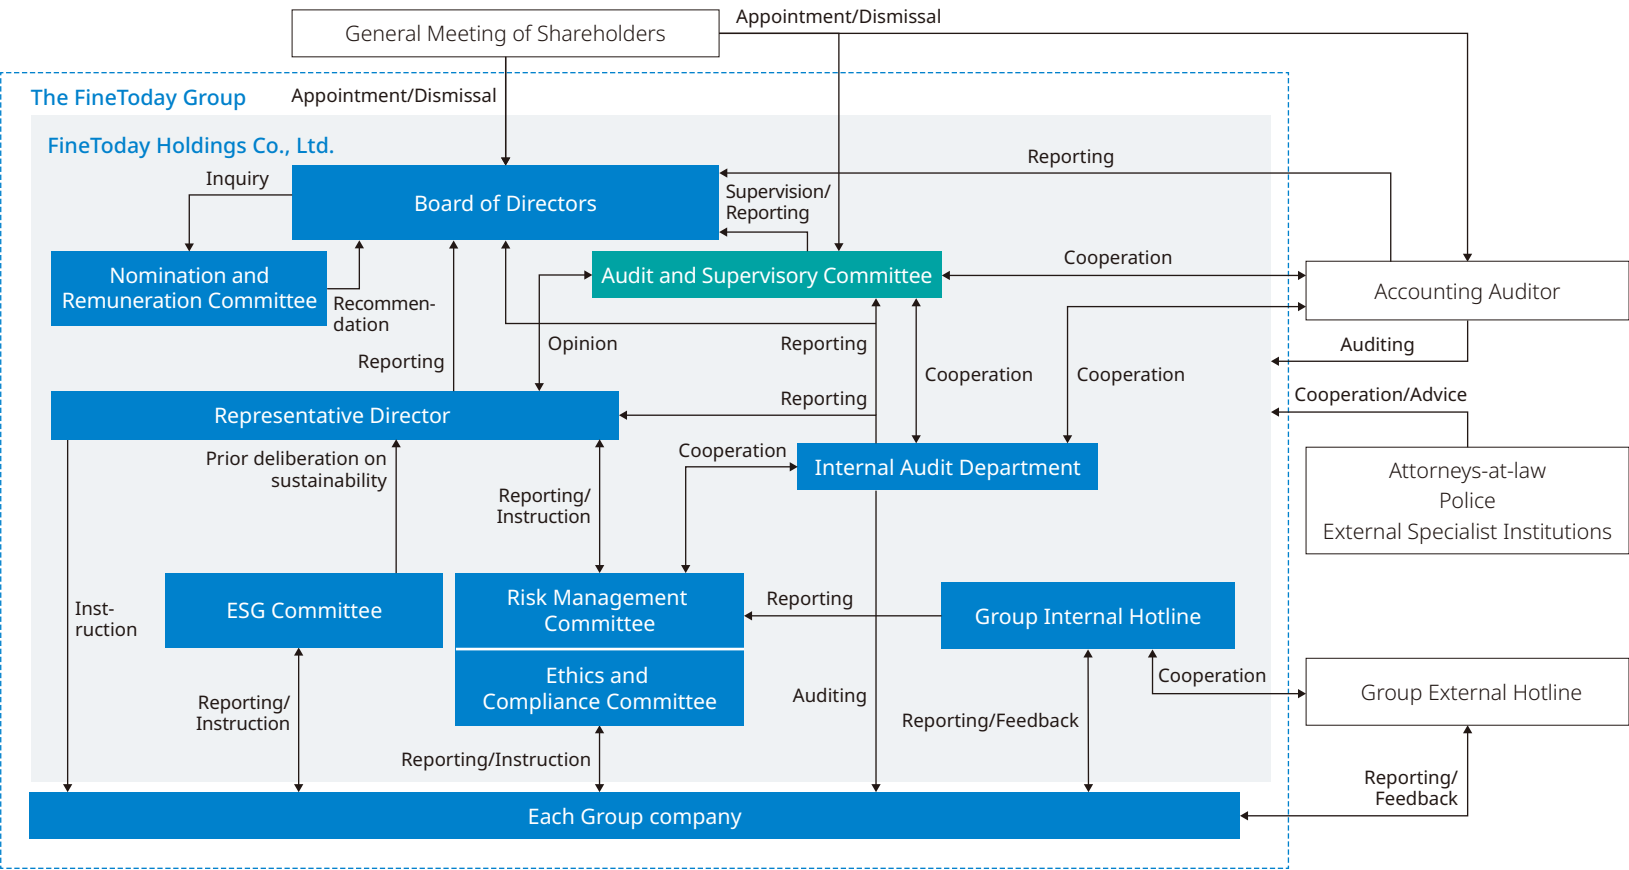 Appointment/Dismissal
General Meeting of Shareholders
The FineToday Group
Appointment/Dismissal
FineToday Holdings Co., Ltd.
Reporting
Inquiry
Board of Directors
Supervision/
Reporting
Nomination and
Remuneration Committee
Audit and Supervisory Committee
Cooperation
Accounting Auditor
Recommen-
dation
Reporting
Opinion
Reporting
Cooperation
Cooperation
Auditing
Cooperation/Advice
Representative Director
Reporting
Prior deliberation on
sustainability
Cooperation
Internal Audit Department
Attorneys-at-law
Police
External Specialist Institutions
Reporting/
Instruction
Inst-
ruction
ESG Committee
Risk Management
Committee
Reporting
Group Internal Hotline
Ethics and
Compliance Committee
Cooperation
Group External Hotline
Reporting/
Instruction
Auditing
Reporting/Feedback
Reporting/Instruction
Reporting/
Feedback
Each Group company